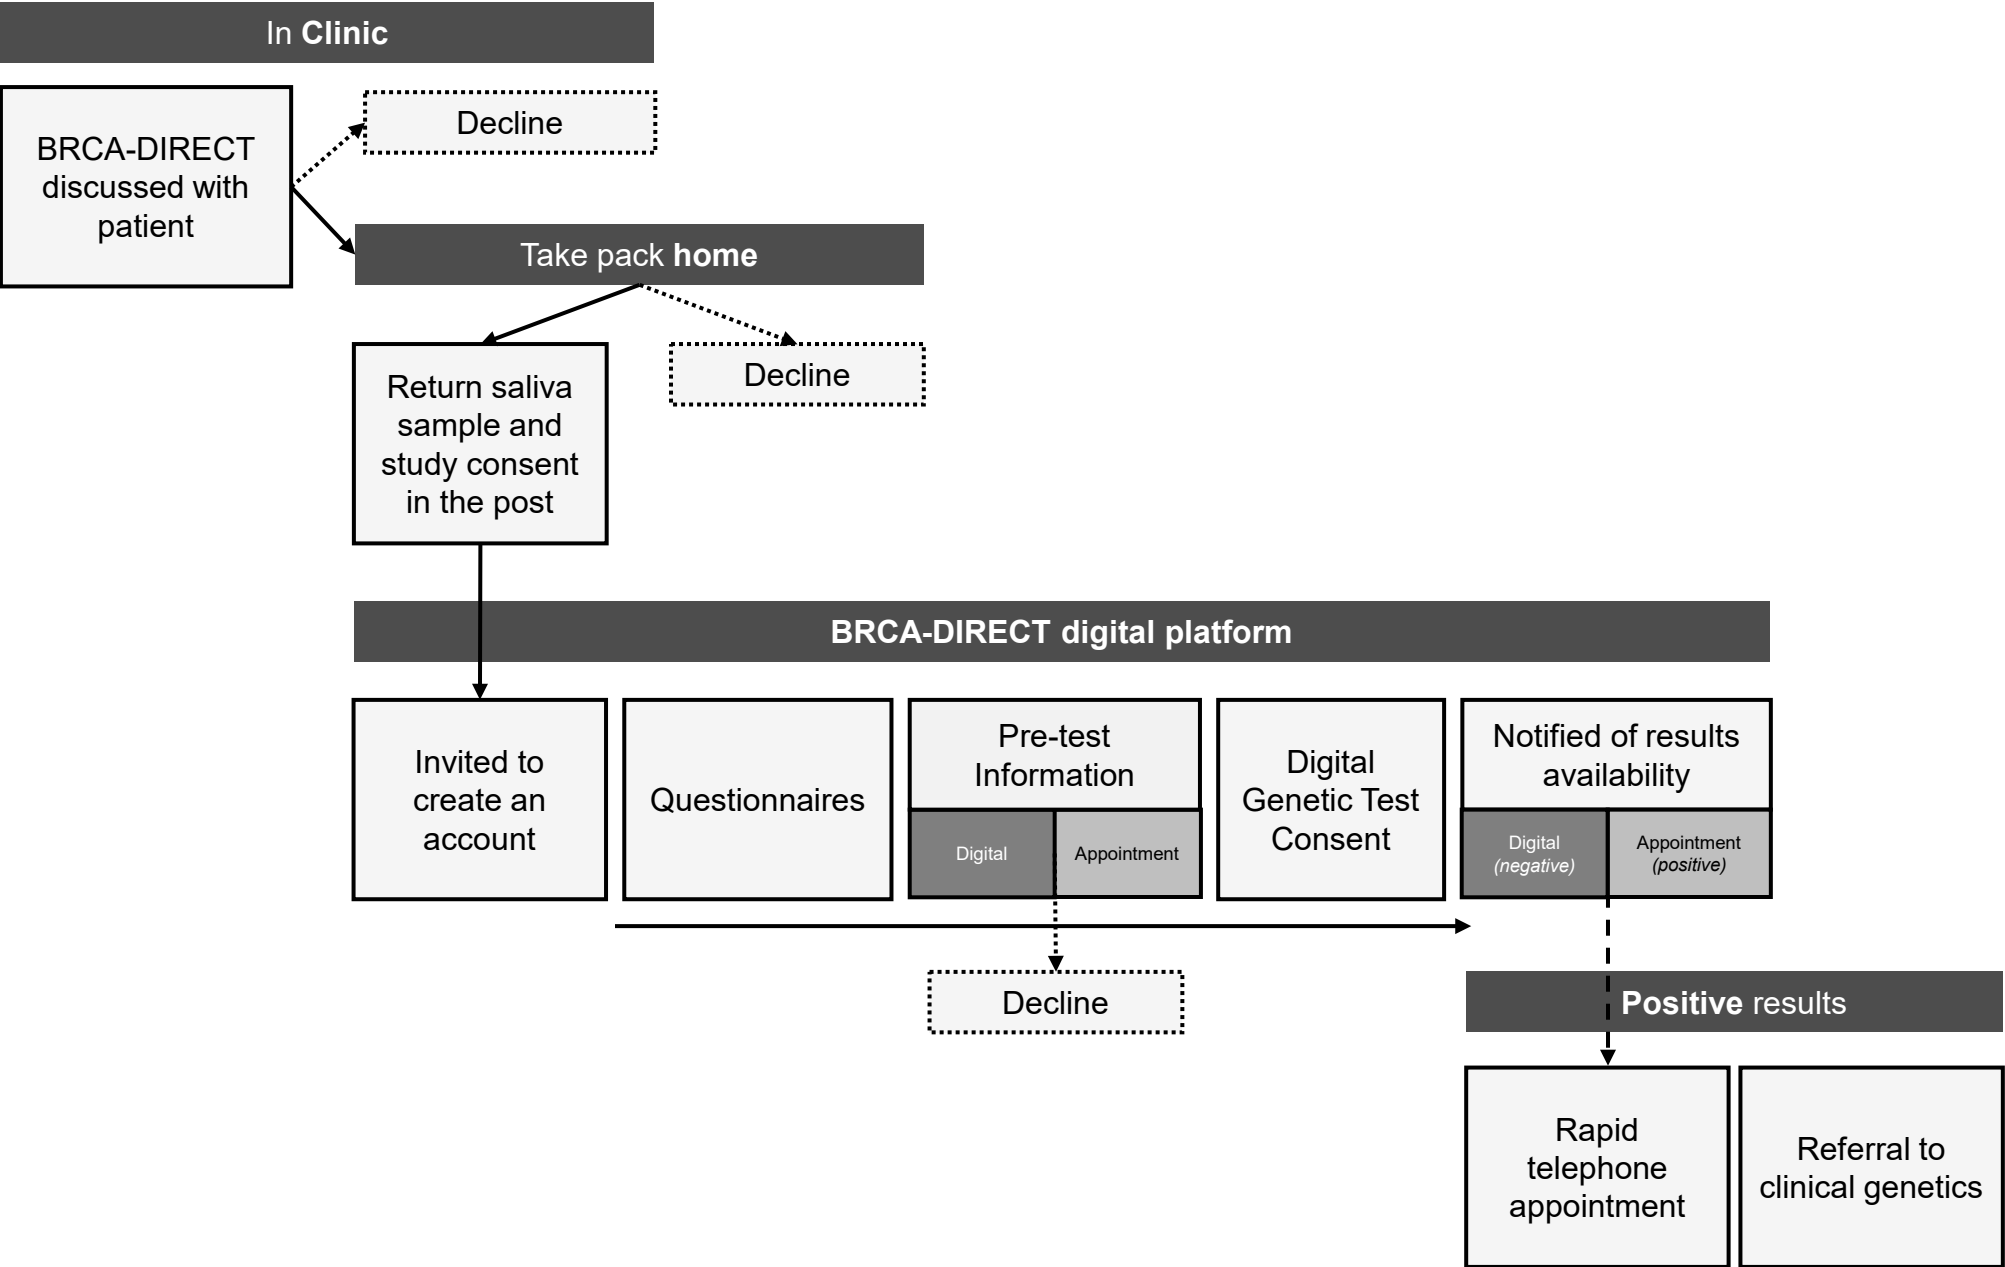 In Clinic
BRCA-DIRECT
discussed with
patient
Decline
Take pack home
Return saliva
sample and
study consent
in the post
Decline
BRCA-DIRECT digital platform
Invited to
create an
account
Questionnaires
Pre-test
Information
Digital
Appointment
Digital
Genetic Test
Consent
Notified of results
availability
Digital
(negative)
Appointment
(positive)
Decline
Positive results
Rapid
telephone
appointment
Referral to
clinical genetics